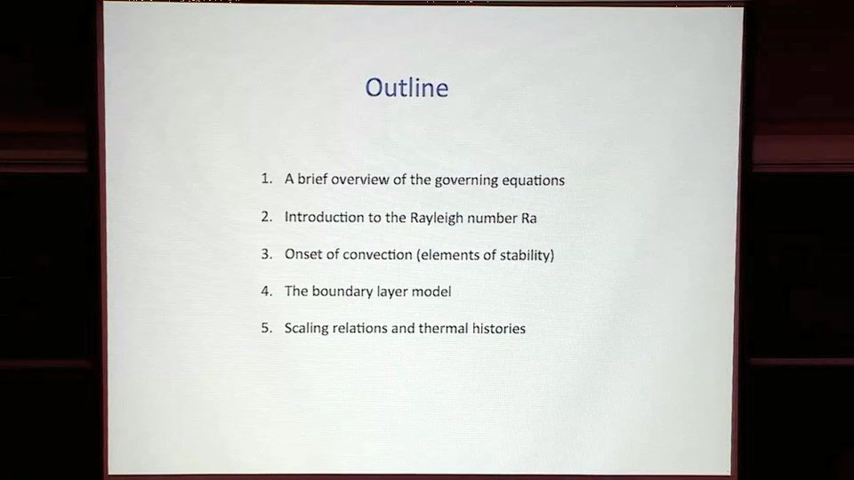 Outline
1. A brief overview of the governing equations
2. Introduction to the Rayleigh number Ra
3. Onset of convection (elements of stability)
4. The boundary layer model
5. Scaling relations and thermal histories